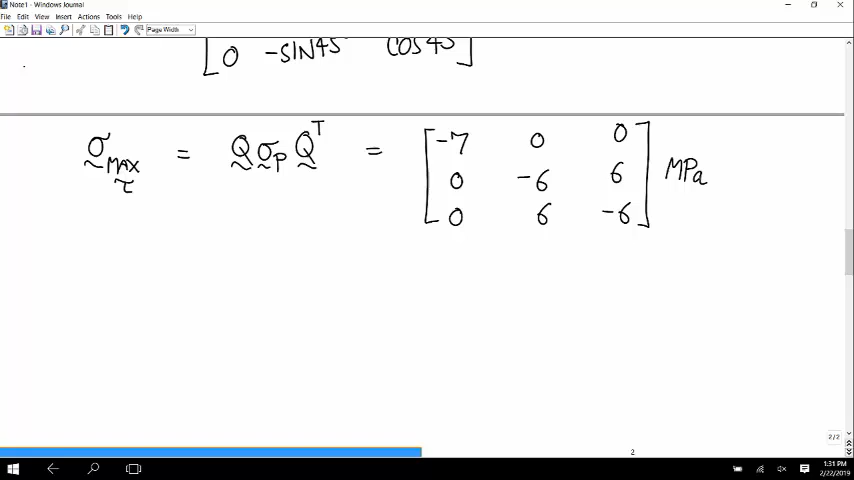 Note1 - Windows Journal
File Edit View Insert Actions Tools Help
Page Width
[0 -SIN45° COS45°]
σ MAX τ = Q σP Q^T = [-7 0 0
0 -6 6
0 6 -6] MPa
2/2
2
1:31 PM
2/22/2019